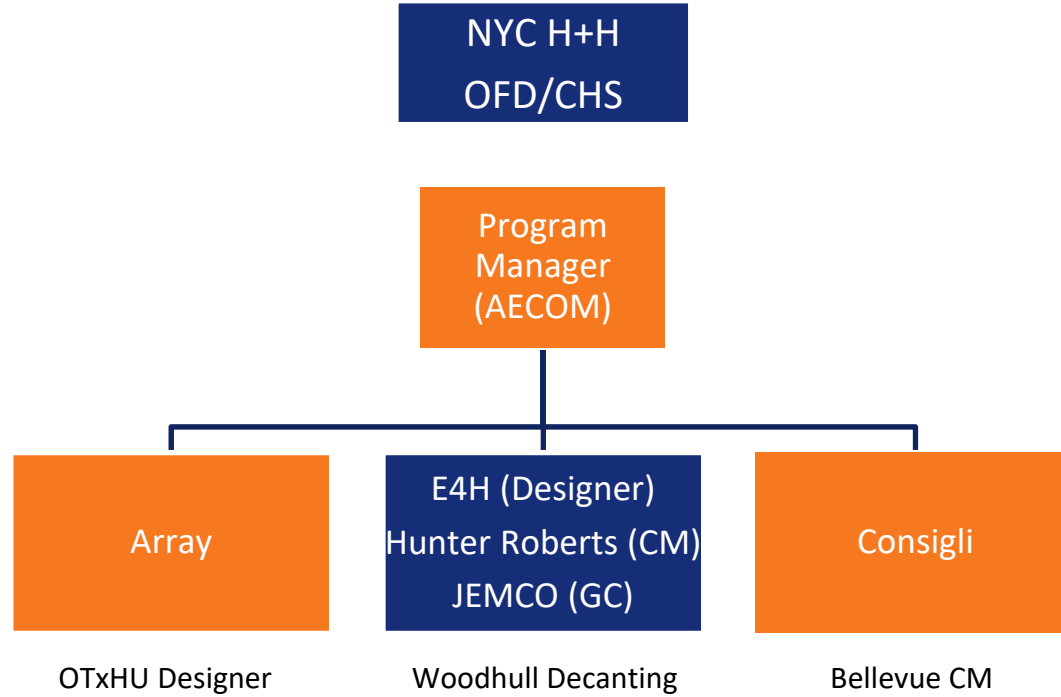 NYC H+H
OFD/CHS
Program
Manager
(AECOM)
Array
E4H (Designer)
Hunter Roberts (CM)
JEMCO (GC)
Consigli
OTxHU Designer
Woodhull Decanting
Bellevue CM